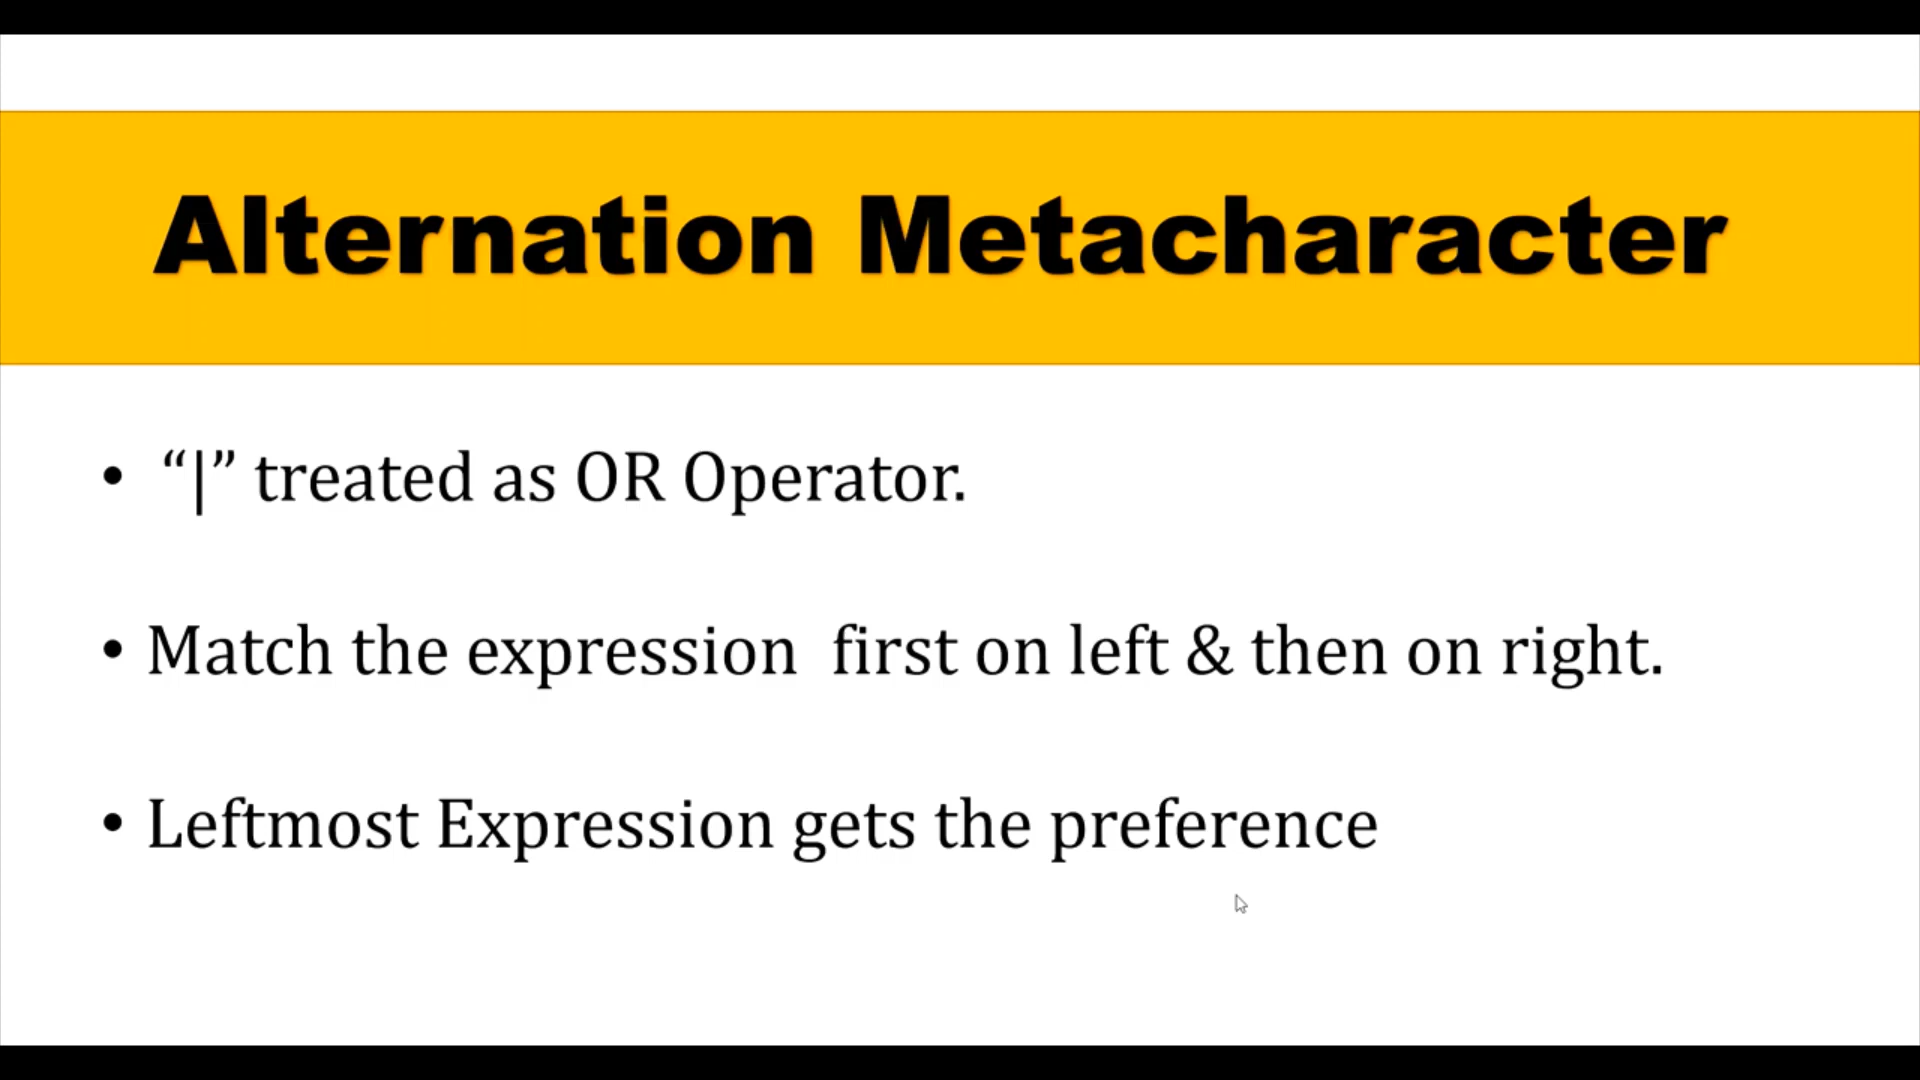 Alternation Metacharacter
• “|” treated as OR Operator.
• Match the expression  first on left & then on right.
• Leftmost Expression gets the preference